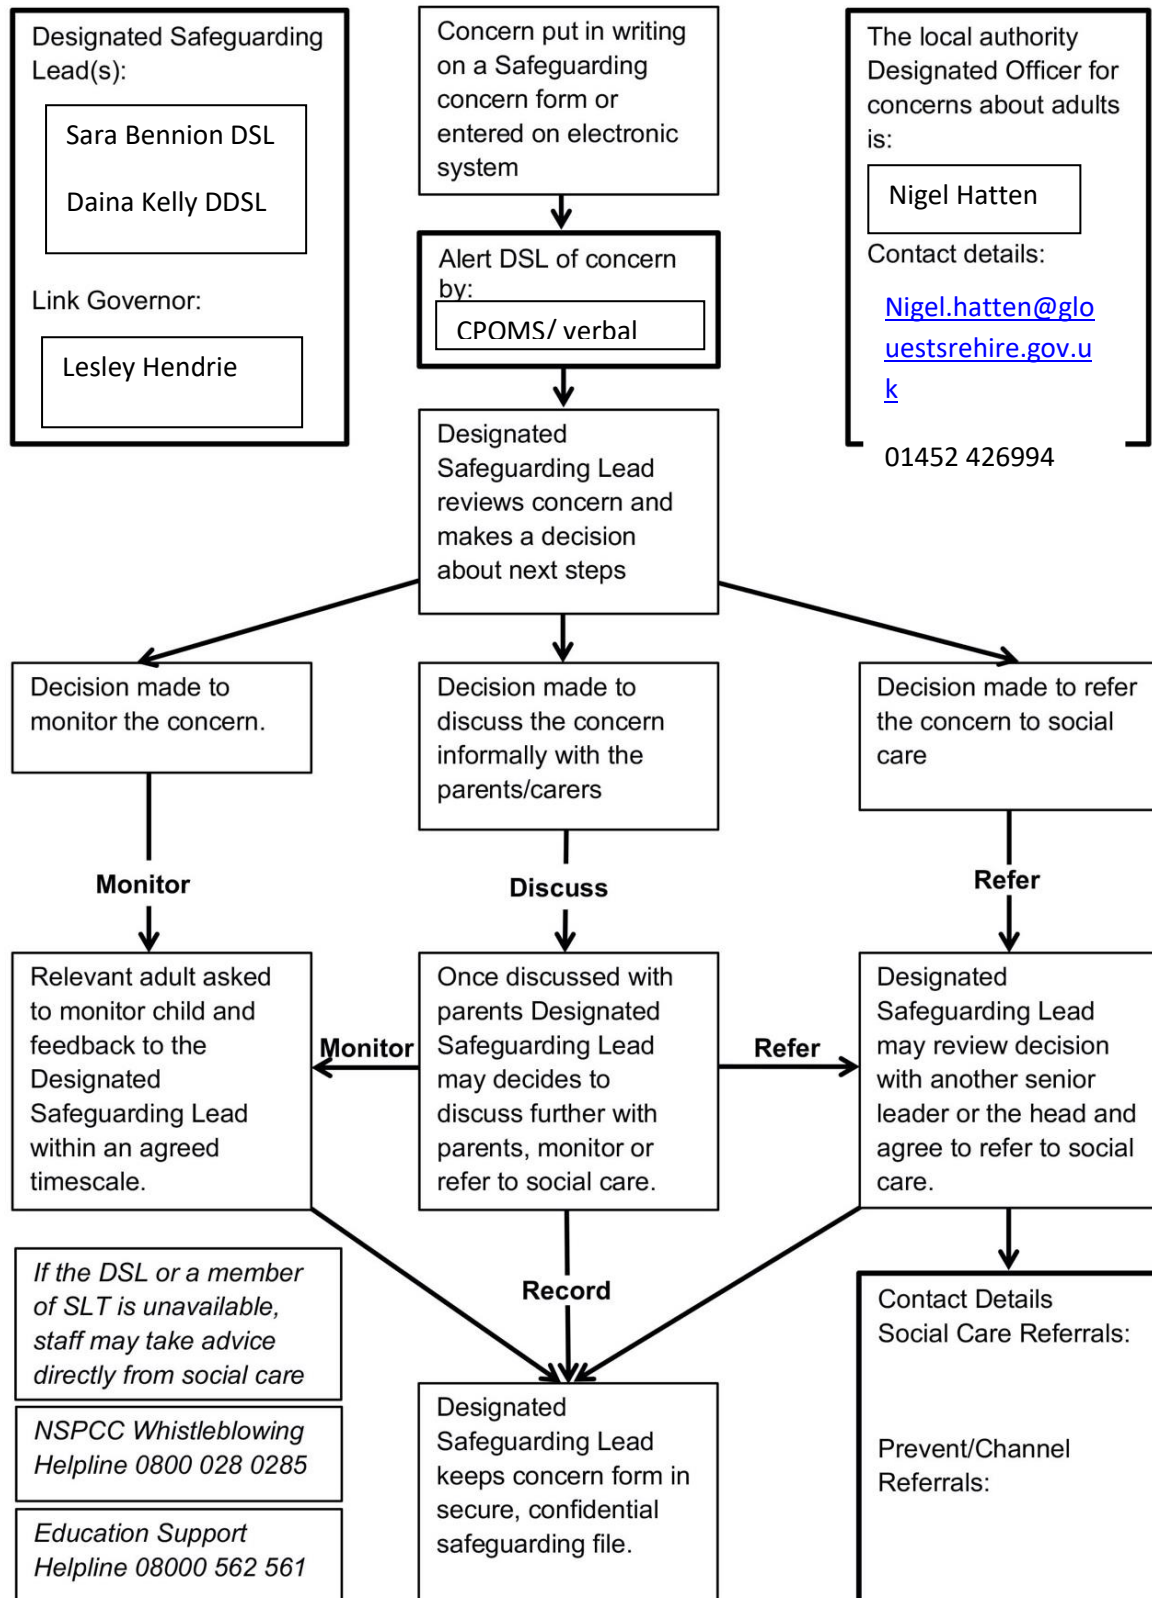 Designated Safeguarding
Lead(s):
Sara Bennion DSL
Daina Kelly DDSL
Link Governor:
Lesley Hendrie
Concern put in writing
on a Safeguarding
concern form or
entered on electronic
system
The local authority
Designated Officer for
concerns about adults
is:
Nigel Hatten
Contact details:
Nigel.hatten@glo
uestsrehire.gov.u
k
01452 426994
Alert DSL of concern
by:
CPOMS/ verbal
Designated
Safeguarding Lead
reviews concern and
makes a decision
about next steps
Decision made to
monitor the concern.
Decision made to
discuss the concern
informally with the
parents/carers
Decision made to refer
the concern to social
care
Monitor
Discuss
Refer
Relevant adult asked
to monitor child and
feedback to the
Designated
Safeguarding Lead
within an agreed
timescale.
Monitor
Once discussed with
parents Designated
Safeguarding Lead
may decides to
discuss further with
parents, monitor or
refer to social care.
Refer
Designated
Safeguarding Lead
may review decision
with another senior
leader or the head and
agree to refer to social
care.
If the DSL or a member
of SLT is unavailable,
staff may take advice
directly from social care
NSPCC Whistleblowing
Helpline 0800 028 0285
Education Support
Helpline 08000 562 561
Record
Designated
Safeguarding Lead
keeps concern form in
secure, confidential
safeguarding file.
Contact Details
Social Care Referrals:
Prevent/Channel
Referrals: